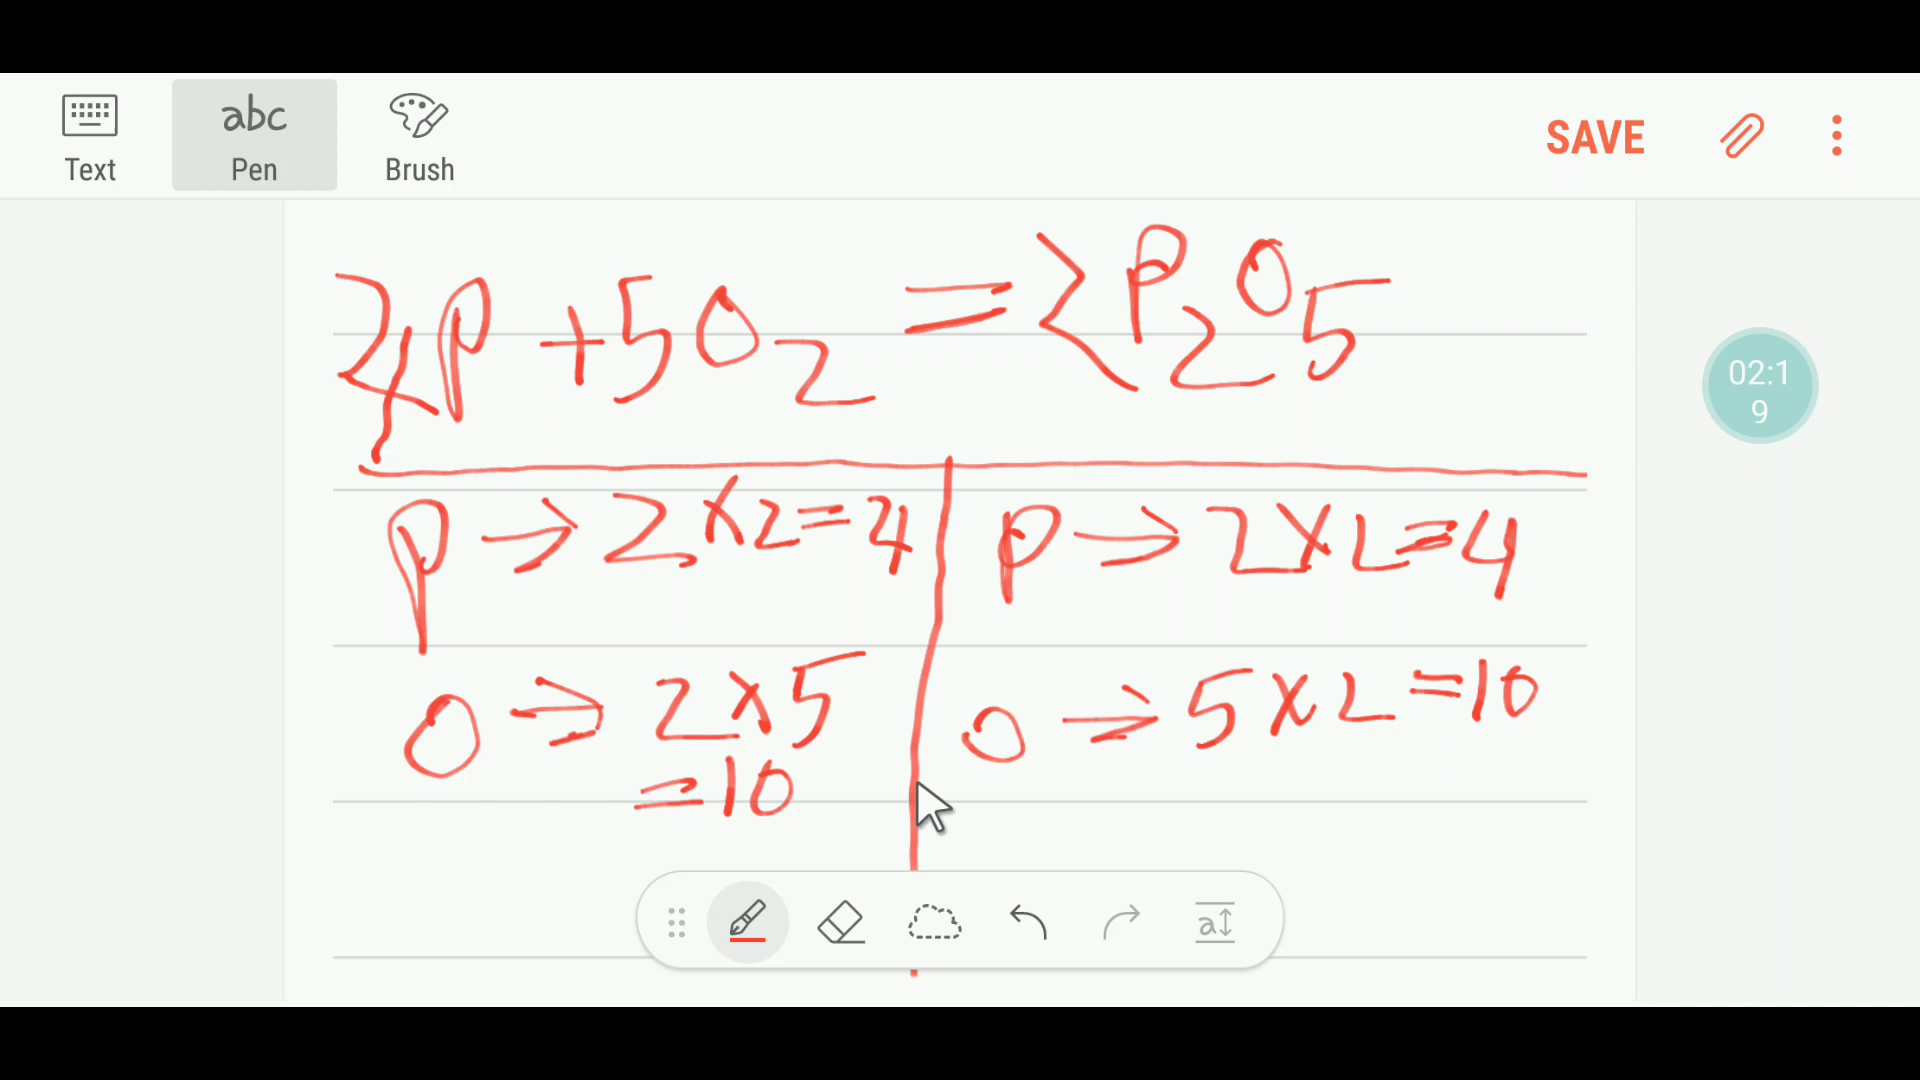 Text
abc
Pen
Brush
SAVE
02:1
9
P + 5O2 = 2P2O5
P → 2 × 2 = 4
P → 2 × 2 = 4
O → 2 × 5
= 10
O → 5 × 2 = 10
a